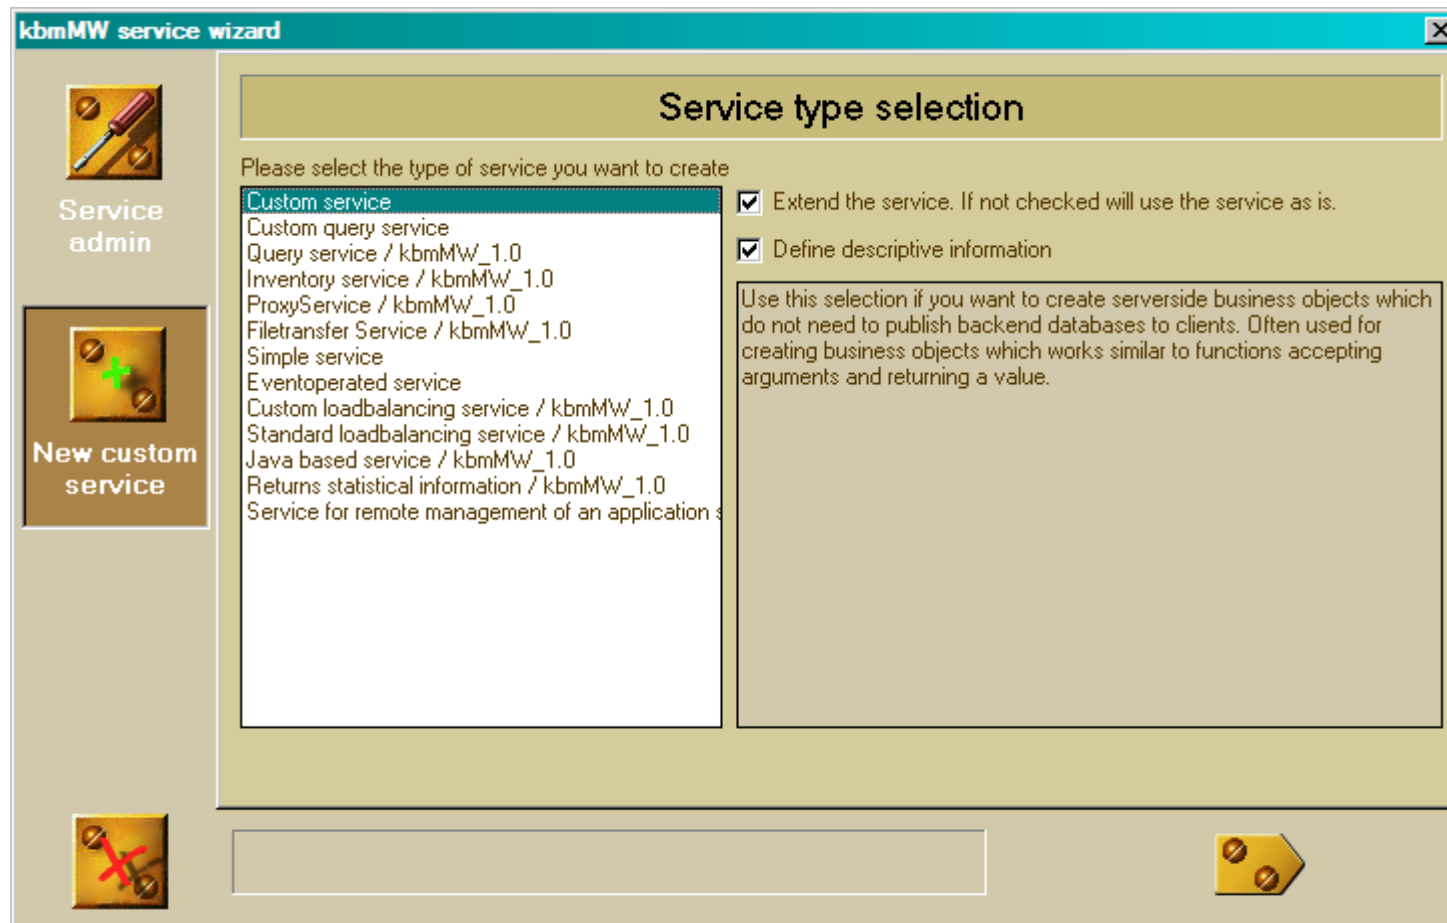 kbmMW service wizard
Service
admin
New custom
service
Service type selection
Please select the type of service you want to create
Custom service
Custom query service
Query service / kbmMW_1.0
Inventory service / kbmMW_1.0
ProxyService / kbmMW_1.0
Filetransfer Service / kbmMW_1.0
Simple service
Eventoperated service
Custom loadbalancing service / kbmMW_1.0
Standard loadbalancing service / kbmMW_1.0
Java based service / kbmMW_1.0
Returns statistical information / kbmMW_1.0
Service for remote management of an application s
Extend the service. If not checked will use the service as is.
Define descriptive information
Use this selection if you want to create serverside business objects which
do not need to publish backend databases to clients. Often used for
creating business objects which works similar to functions accepting
arguments and returning a value.